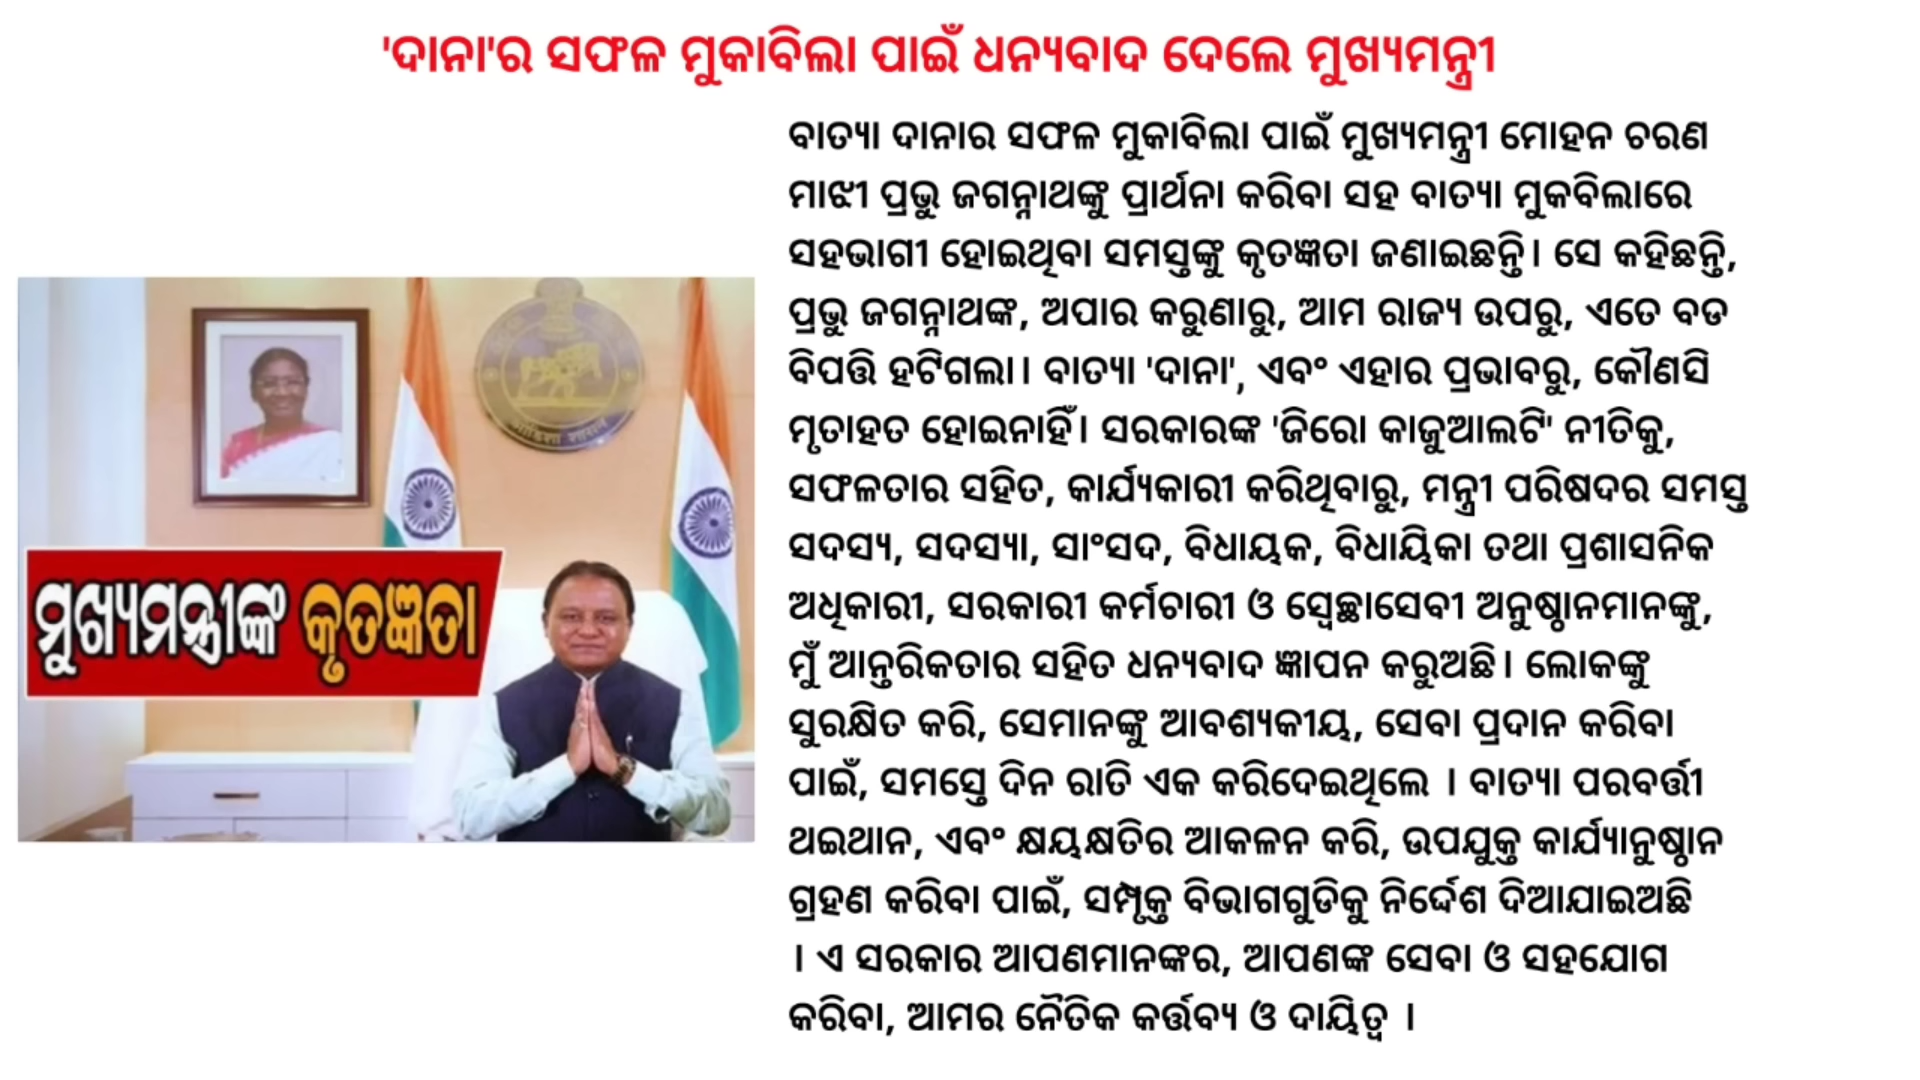 'ଦାନା'ର ସଫଳ ମୁକାବିଲା ପାଇଁ ଧନ୍ୟବାଦ ଦେଲେ ମୁଖ୍ୟମନ୍ତ୍ରୀ
ବାତ୍ୟା ଦାନାର ସଫଳ ମୁକାବିଲା ପାଇଁ ମୁଖ୍ୟମନ୍ତ୍ରୀ ମୋହନ ଚରଣ
ମାଝୀ ପ୍ରଭୁ ଜଗନ୍ନାଥଙ୍କୁ ପ୍ରାର୍ଥନା କରିବା ସହ ବାତ୍ୟା ମୁକବିଲାରେ
ସହଭାଗୀ ହୋଇଥିବା ସମସ୍ତଙ୍କୁ କୃତଜ୍ଞତା ଜଣାଇଛନ୍ତି। ସେ କହିଛନ୍ତି,
ପ୍ରଭୁ ଜଗନ୍ନାଥଙ୍କ, ଅପାର କରୁଣାରୁ, ଆମ ରାଜ୍ୟ ଉପରୁ, ଏତେ ବଡ
ବିପତ୍ତି ହଟିଗଲା। ବାତ୍ୟା 'ଦାନା', ଏବଂ ଏହାର ପ୍ରଭାବରୁ, କୌଣସି
ମୃତାହତ ହୋଇନାହିଁ। ସରକାରଙ୍କ 'ଜିରୋ କାଜୁଆଲଟି' ନୀତିକୁ,
ସଫଳତାର ସହିତ, କାର୍ଯ୍ୟକାରୀ କରିଥିବାରୁ, ମନ୍ତ୍ରୀ ପରିଷଦର ସମସ୍ତ
ସଦସ୍ୟ, ସଦସ୍ୟା, ସାଂସଦ, ବିଧାୟକ, ବିଧାୟିକା ତଥା ପ୍ରଶାସନିକ
ଅଧିକାରୀ, ସରକାରୀ କର୍ମଚାରୀ ଓ ସ୍ୱେଚ୍ଛାସେବୀ ଅନୁଷ୍ଠାନମାନଙ୍କୁ,
ମୁଁ ଆନ୍ତରିକତାର ସହିତ ଧନ୍ୟବାଦ ଜ୍ଞାପନ କରୁଅଛି। ଲୋକଙ୍କୁ
ସୁରକ୍ଷିତ କରି, ସେମାନଙ୍କୁ ଆବଶ୍ୟକୀୟ, ସେବା ପ୍ରଦାନ କରିବା
ପାଇଁ, ସମସ୍ତେ ଦିନ ରାତି ଏକ କରିଦେଇଥିଲେ । ବାତ୍ୟା ପରବର୍ତ୍ତୀ
ଥଇଥାନ, ଏବଂ କ୍ଷୟକ୍ଷତିର ଆକଳନ କରି, ଉପଯୁକ୍ତ କାର୍ଯ୍ୟାନୁଷ୍ଠାନ
ଗ୍ରହଣ କରିବା ପାଇଁ, ସମ୍ପୃକ୍ତ ବିଭାଗଗୁଡିକୁ ନିର୍ଦ୍ଦେଶ ଦିଆଯାଇଅଛି
। ଏ ସରକାର ଆପଣମାନଙ୍କର, ଆପଣଙ୍କ ସେବା ଓ ସହଯୋଗ
କରିବା, ଆମର ନୈତିକ କର୍ତ୍ତବ୍ୟ ଓ ଦାୟିତ୍ୱ ।
ମୁଖ୍ୟମନ୍ତ୍ରୀଙ୍କ କୃତଜ୍ଞତା